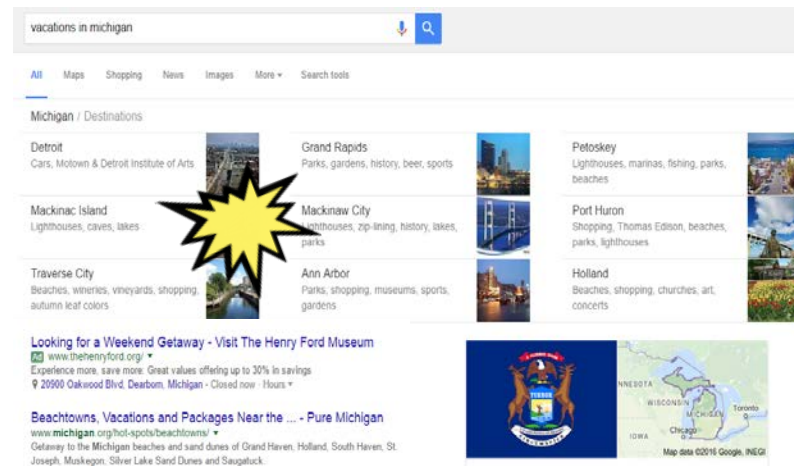 vacations in michigan
All Maps Shopping News Images More ▾ Search tools
Michigan / Destinations
Detroit
Cars, Motown & Detroit Institute of Arts
Grand Rapids
Parks, gardens, history, beer, sports
Petoskey
Lighthouses, marinas, fishing, parks,
beaches
Mackinac Island
Lighthouses, caves, lakes
Mackinaw City
Lighthouses, zip-lining, history, lakes,
parks
Port Huron
Shopping, Thomas Edison, beaches,
parks, lighthouses
Traverse City
Beaches, wineries, vineyards, shopping,
autumn leaf colors
Ann Arbor
Parks, shopping, museums, sports,
gardens
Holland
Beaches, shopping, churches, art,
concerts
Looking for a Weekend Getaway - Visit The Henry Ford Museum
Ad www.thehenryford.org/ ▾
Experience more, save more. Great values offering up to 30% in savings
20900 Oakwood Blvd, Dearborn, Michigan - Closed now · Hours ▾
Beachtowns, Vacations and Packages Near the ... - Pure Michigan
www.michigan.org/hot-spots/beachtowns/ ▾
Getaway to the Michigan beaches and sand dunes of Grand Haven, Holland, South Haven, St.
Joseph, Muskegon, Silver Lake Sand Dunes and Saugatuck.
TUEBOR
NNESOTA
WISCONSIN
MICHIGAN
Toronto
Chicago
IOWA
Map data ©2016 Google, INEGI